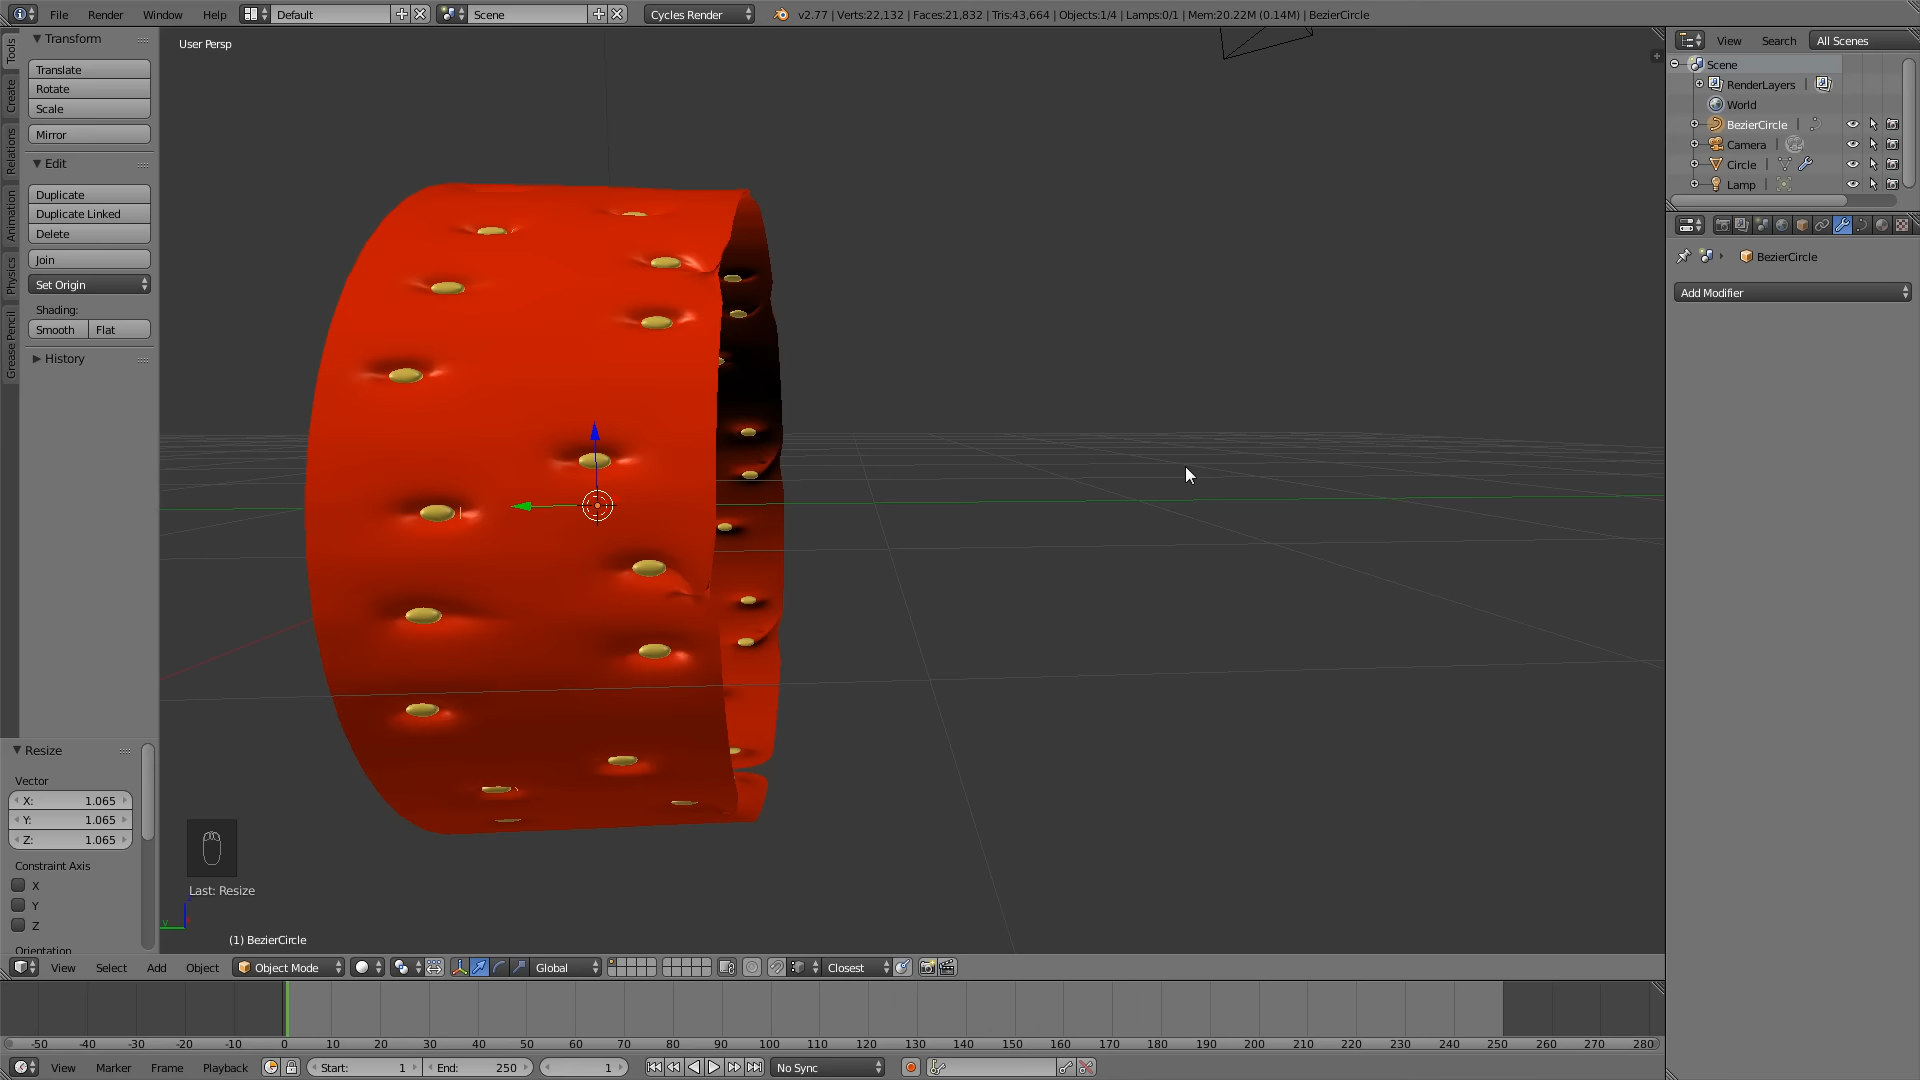 File Render Window Help Default Scene Cycles Render v2.77 | Verts:22,132 | Faces:21,832 | Tris:43,664 | Objects:1/4 | Lamps:0/1 | Mem:20.22M (0.14M) | BezierCircle
Tools
Create
Relations
Animation
Physics
Grease Pencil
Transform
Translate
Rotate
Scale
Mirror
Edit
Duplicate
Duplicate Linked
Delete
Join
Set Origin
Shading:
Smooth Flat
History
Resize
Vector
X: 1.065
Y: 1.065
Z: 1.065
Constraint Axis
X
Y
Z
Orientation
User Persp
Last: Resize
Y
(1) BezierCircle
View Search All Scenes
Scene
RenderLayers
World
BezierCircle
Camera
Circle
Lamp
BezierCircle
Add Modifier
View Select Add Object Object Mode Global Closest
-50 -40 -30 -20 -10 0 10 20 30 40 50 60 70 80 90 100 110 120 130 140 150 160 170 180 190 200 210 220 230 240 250 260 270 280
View Marker Frame Playback Start: 1 End: 250 1 No Sync